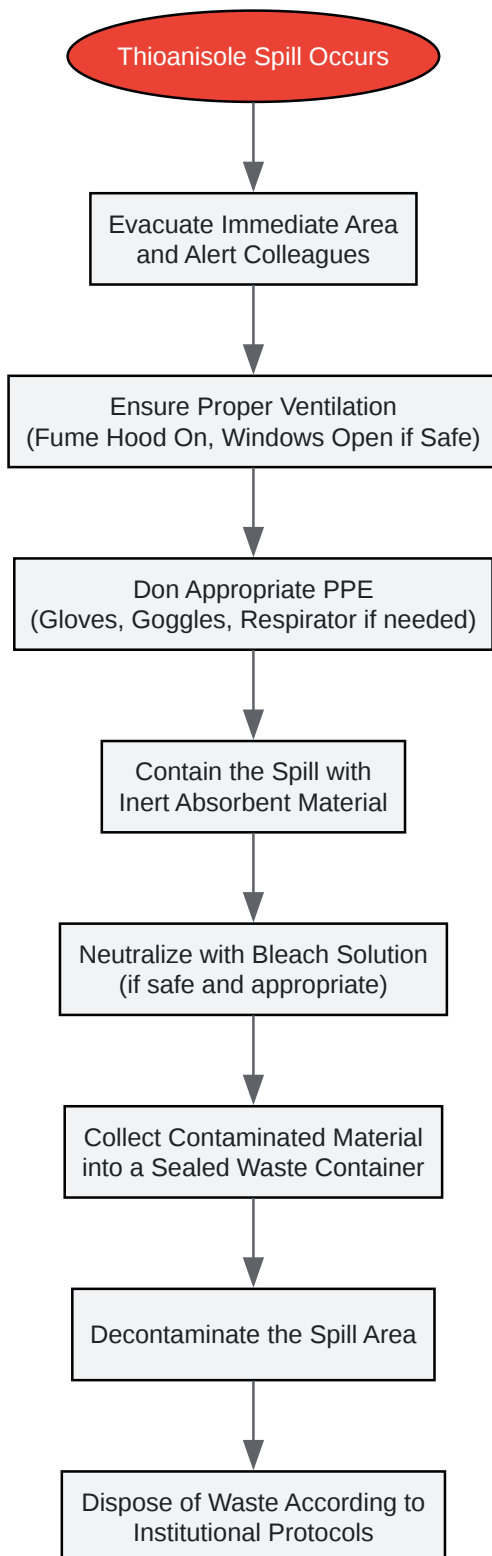 Thioanisole Spill Occurs
Evacuate Immediate Area
and Alert Colleagues
Ensure Proper Ventilation
(Fume Hood On, Windows Open if Safe)
Don Appropriate PPE
(Gloves, Goggles, Respirator if needed)
Contain the Spill with
Inert Absorbent Material
Neutralize with Bleach Solution
(if safe and appropriate)
Collect Contaminated Material
into a Sealed Waste Container
Decontaminate the Spill Area
Dispose of Waste According to
Institutional Protocols